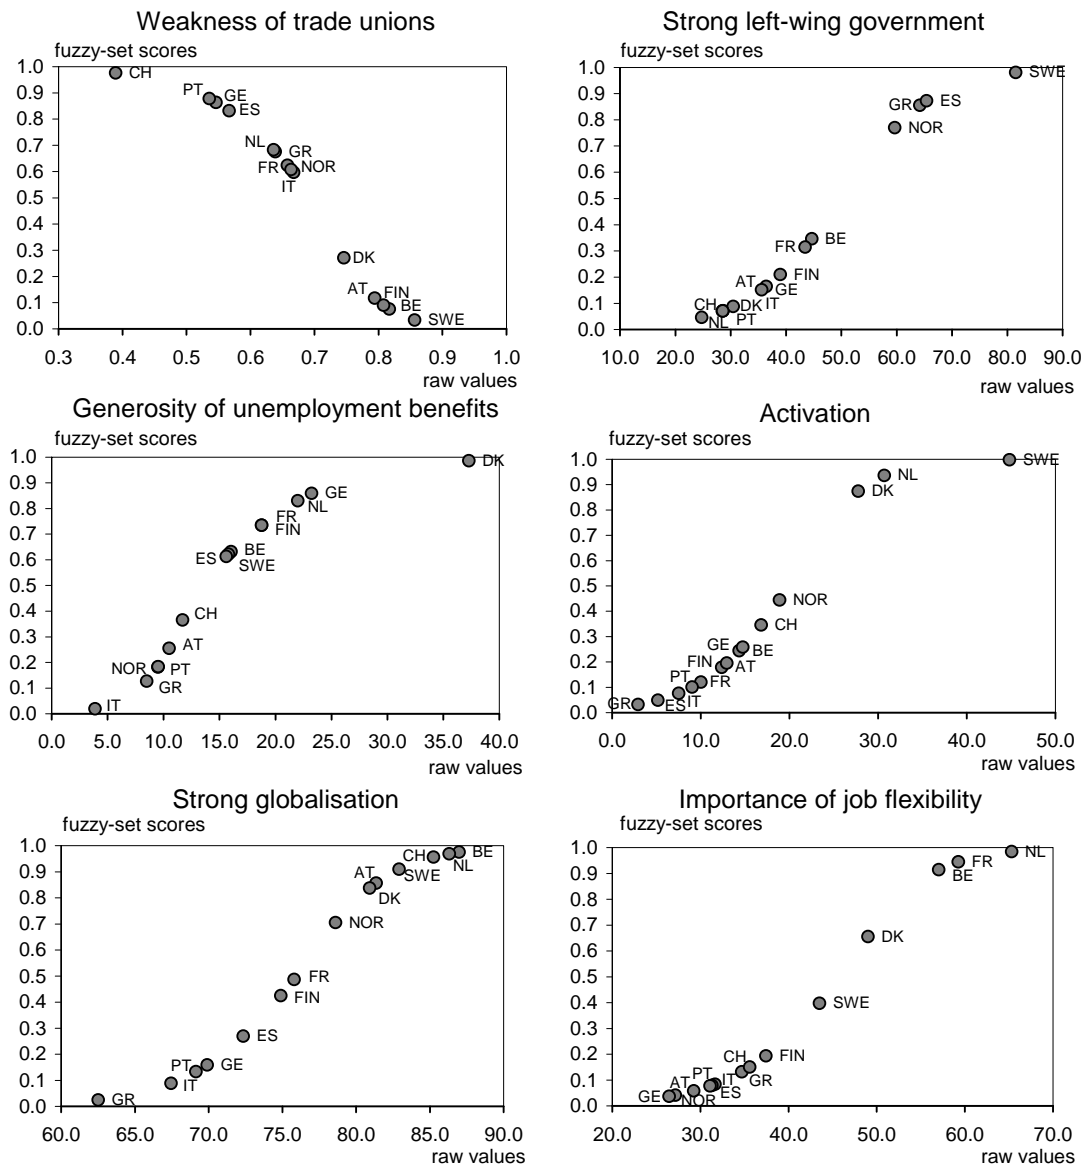 Weakness of trade unions
fuzzy-set scores
1.0
0.9
0.8
0.7
0.6
0.5
0.4
0.3
0.2
0.1
0.0
CH
PT
GE
ES
NL
GR
FR
NOR
IT
DK
AT
FIN
BE
SWE
0.3 0.4 0.5 0.6 0.7 0.8 0.9 1.0
raw values
Strong left-wing government
fuzzy-set scores
1.0
0.9
0.8
0.7
0.6
0.5
0.4
0.3
0.2
0.1
0.0
SWE
GR
ES
NOR
BE
FR
FIN
AT
GE
CH
DK
IT
NL
PT
10.0 20.0 30.0 40.0 50.0 60.0 70.0 80.0 90.0
raw values
Generosity of unemployment benefits
fuzzy-set scores
1.0
0.9
0.8
0.7
0.6
0.5
0.4
0.3
0.2
0.1
0.0
DK
GE
NL
FR
FIN
BE
ES
SWE
CH
AT
NOR
PT
GR
IT
0.0 5.0 10.0 15.0 20.0 25.0 30.0 35.0 40.0
raw values
Activation
fuzzy-set scores
1.0
0.9
0.8
0.7
0.6
0.5
0.4
0.3
0.2
0.1
0.0
SWE
NL
DK
NOR
CH
GE
BE
FIN
AT
PT
FR
GR
ES
IT
0.0 10.0 20.0 30.0 40.0 50.0
raw values
Strong globalisation
fuzzy-set scores
1.0
0.9
0.8
0.7
0.6
0.5
0.4
0.3
0.2
0.1
0.0
BE
CH
NL
AT
SWE
DK
NOR
FR
FIN
ES
PT
GE
IT
GR
60.0 65.0 70.0 75.0 80.0 85.0 90.0
raw values
Importance of job flexibility
fuzzy-set scores
1.0
0.9
0.8
0.7
0.6
0.5
0.4
0.3
0.2
0.1
0.0
NL
FR
BE
DK
SWE
FIN
CH
GR
PT
IT
AT
ES
GE
NOR
20.0 30.0 40.0 50.0 60.0 70.0
raw values